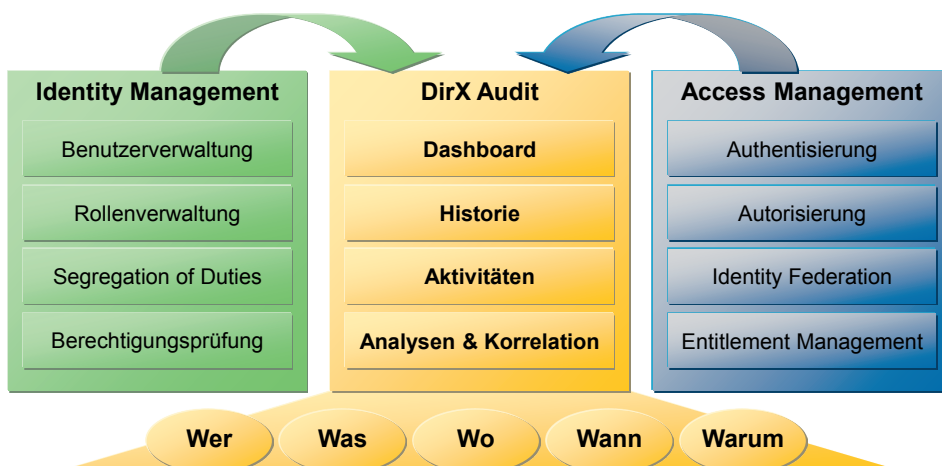 Identity Management
Benutzerverwaltung
Rollenverwaltung
Segregation of Duties
Berechtigungsprüfung
DirX Audit
Dashboard
Historie
Aktivitäten
Analysen & Korrelation
Access Management
Authentisierung
Autorisierung
Identity Federation
Entitlement Management
Wer
Was
Wo
Wann
Warum